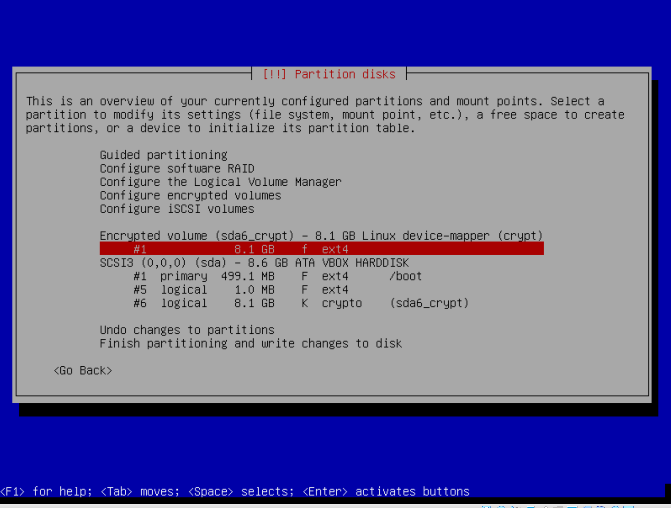 [!!] Partition disks
This is an overview of your currently configured partitions and mount points. Select a
partition to modify its settings (file system, mount point, etc.), a free space to create
partitions, or a device to initialize its partition table.
Guided partitioning
Configure software RAID
Configure the Logical Volume Manager
Configure encrypted volumes
Configure iSCSI volumes
Encrypted volume (sda6_crypt) - 8.1 GB Linux device-mapper (crypt)
#1 8.1 GB f ext4
SCSI3 (0,0,0) (sda) - 8.6 GB ATA VBOX HARDDISK
#1 primary 499.1 MB F ext4 /boot
#5 logical 1.0 MB F ext4
#6 logical 8.1 GB K crypto (sda6_crypt)
Undo changes to partitions
Finish partitioning and write changes to disk
<Go Back>
<F1> for help; <Tab> moves; <Space> selects; <Enter> activates buttons